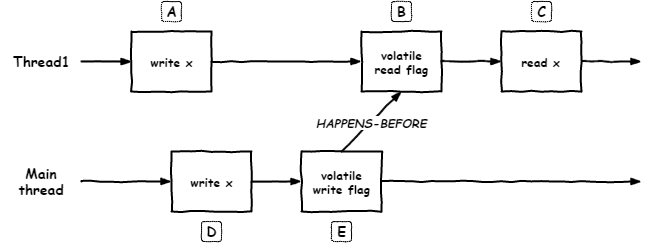 A
B
C
Thread1
write x
volatile
read flag
read x
HAPPENS-BEFORE
Main
thread
write x
volatile
write flag
D
E